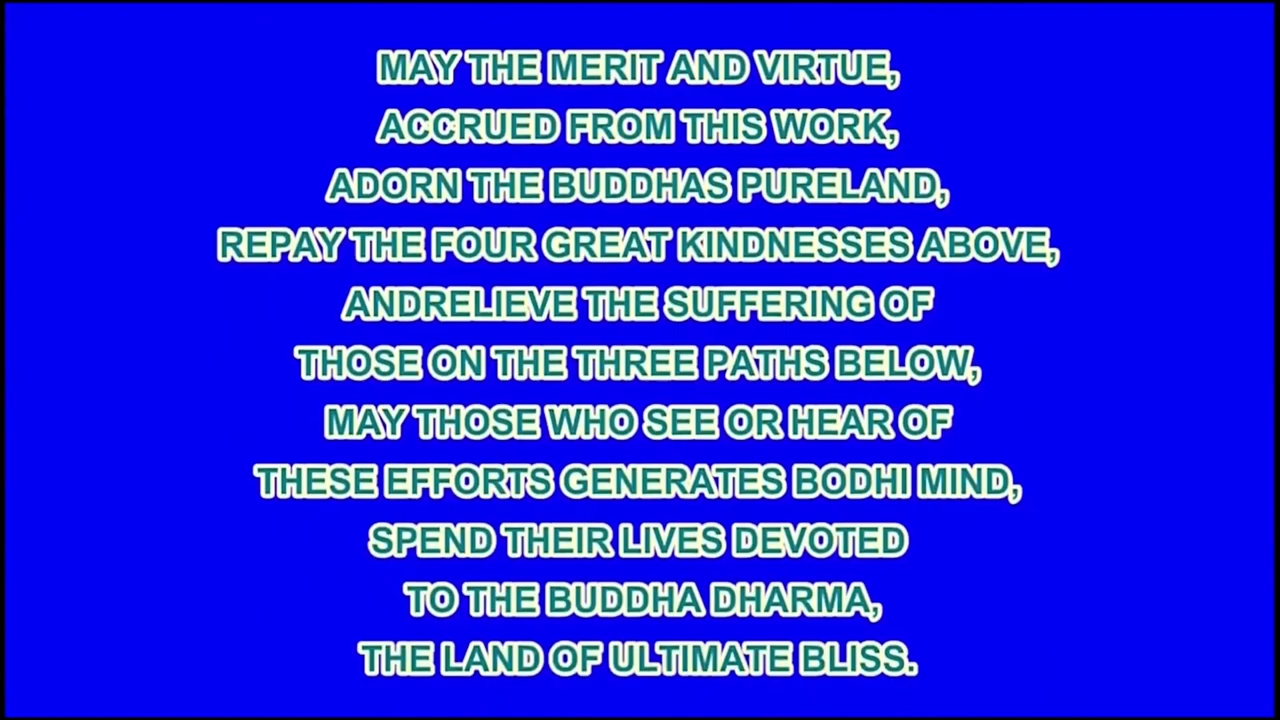 MAY THE MERIT AND VIRTUE,
ACCRUED FROM THIS WORK,
ADORN THE BUDDHAS PURELAND,
REPAY THE FOUR GREAT KINDNESSES ABOVE,
ANDRELIEVE THE SUFFERING OF
THOSE ON THE THREE PATHS BELOW,
MAY THOSE WHO SEE OR HEAR OF
THESE EFFORTS GENERATES BODHI MIND,
SPEND THEIR LIVES DEVOTED
TO THE BUDDHA DHARMA,
THE LAND OF ULTIMATE BLISS.